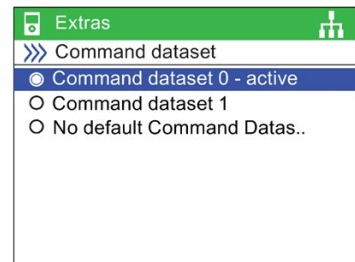 Extras
Command dataset
Command dataset 0 - active
Command dataset 1
No default Command Datas..